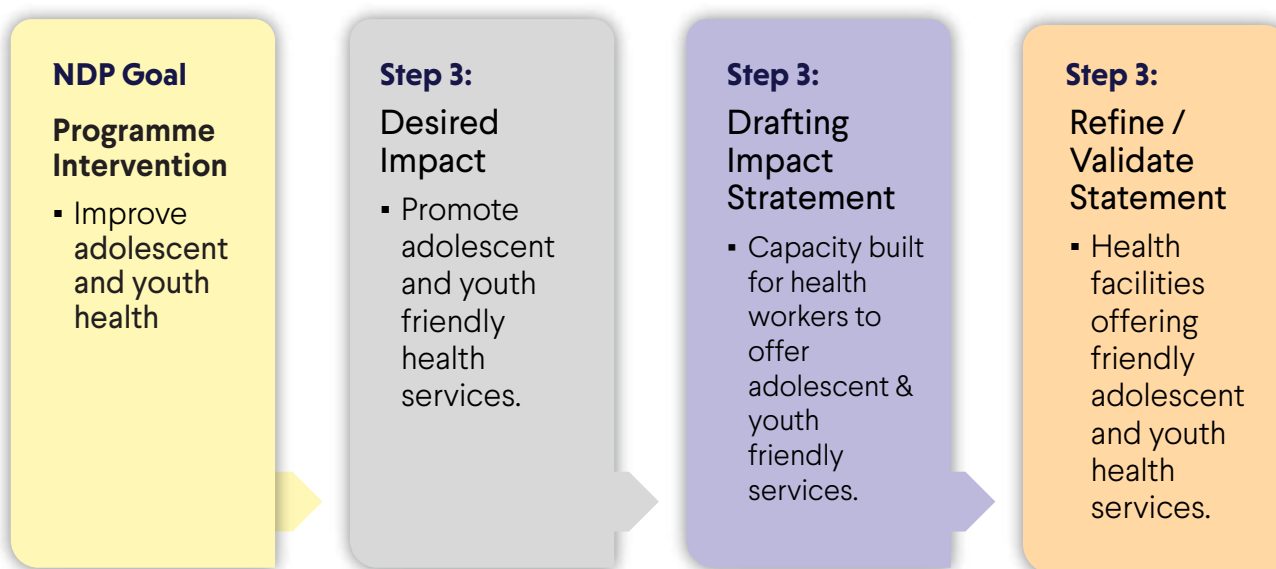 NDP Goal
Programme
Intervention
▪ Improve
adolescent
and youth
health
Step 3:
Desired
Impact
▪ Promote
adolescent
and youth
friendly
health
services.
Step 3:
Drafting
Impact
Stratement
▪ Capacity built
for health
workers to
offer
adolescent &
youth
friendly
services.
Step 3:
Refine /
Validate
Statement
▪ Health
facilities
offering
friendly
adolescent
and youth
health
services.